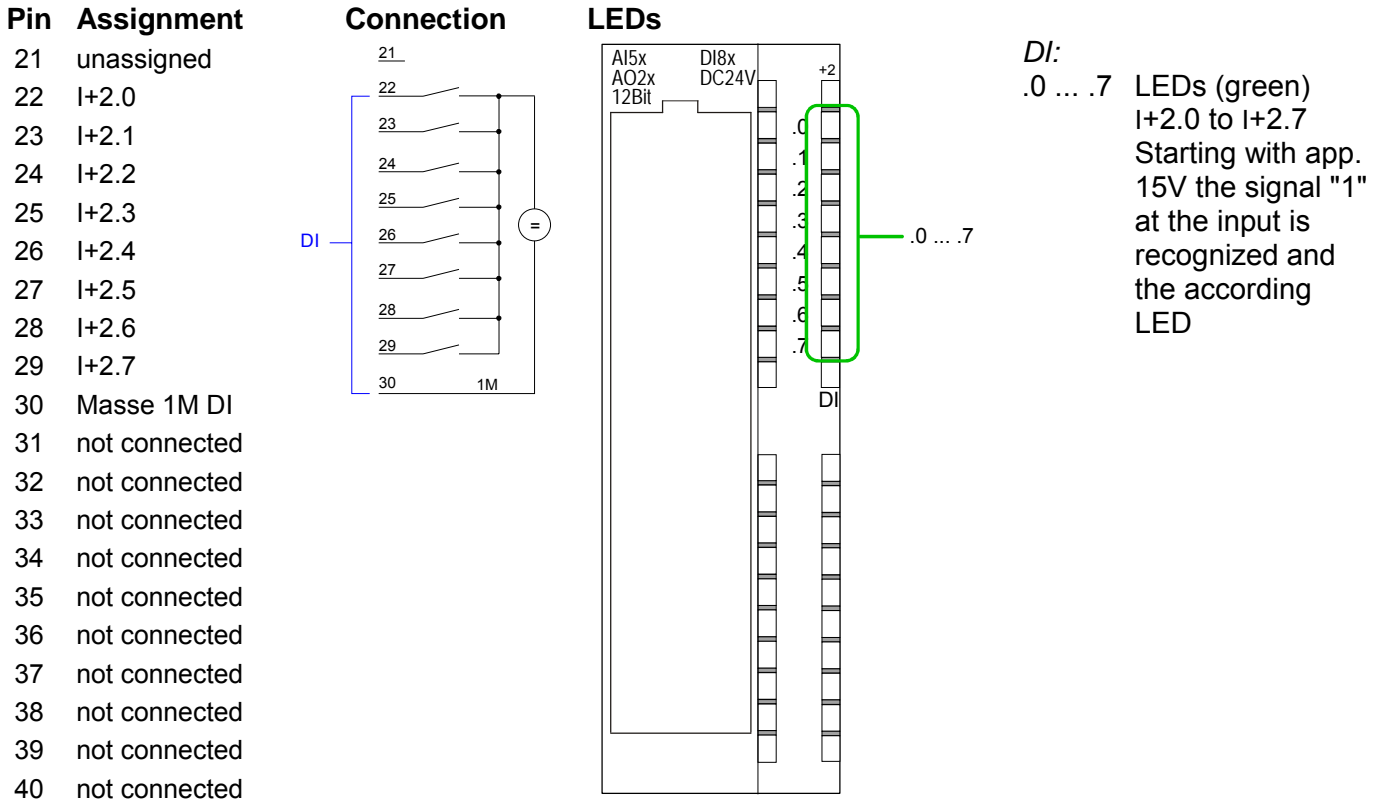 Pin Assignment Connection LEDs
21 unassigned
22 I+2.0
23 I+2.1
24 I+2.2
25 I+2.3
26 I+2.4
27 I+2.5
28 I+2.6
29 I+2.7
30 Masse 1M DI
31 not connected
32 not connected
33 not connected
34 not connected
35 not connected
36 not connected
37 not connected
38 not connected
39 not connected
40 not connected
21
22
23
24
25
26
27
28
29
30 1M
DI
=
AI5x DI8x
AO2x DC24V
12Bit
+2
.0
.1
.2
.3
.4
.5
.6
.7
DI
.0 ... .7
DI:
.0 ... .7 LEDs (green)
I+2.0 to I+2.7
Starting with app.
15V the signal "1"
at the input is
recognized and
the according
LED